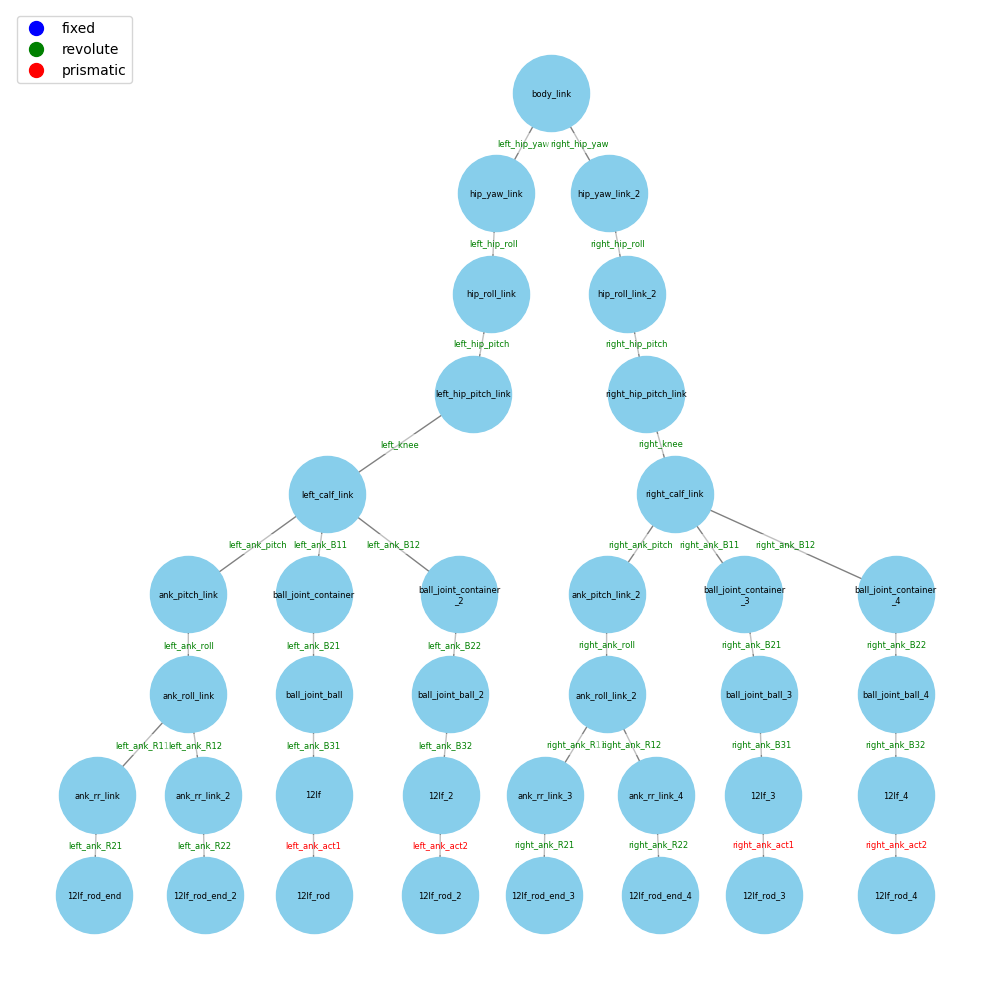 fixed
revolute
prismatic
body_link
left_hip_yaw right_hip_yaw
hip_yaw_link hip_yaw_link_2
left_hip_roll right_hip_roll
hip_roll_link hip_roll_link_2
left_hip_pitch right_hip_pitch
left_hip_pitch_link right_hip_pitch_link
left_knee right_knee
left_calf_link right_calf_link
left_ank_pitch left_ank_B11 left_ank_B12 right_ank_pitch right_ank_B11 right_ank_B12
ank_pitch_link ball_joint_container ball_joint_container ank_pitch_link_2 ball_joint_container ball_joint_container
_2 _3 _4
left_ank_roll left_ank_B21 left_ank_B22 right_ank_roll right_ank_B21 right_ank_B22
ank_roll_link ball_joint_ball ball_joint_ball_2 ank_roll_link_2 ball_joint_ball_3 ball_joint_ball_4
left_ank_R11 left_ank_R12 left_ank_B31 left_ank_B32 right_ank_R11 right_ank_R12 right_ank_B31 right_ank_B32
ank_rr_link ank_rr_link_2 12lf 12lf_2 ank_rr_link_3 ank_rr_link_4 12lf_3 12lf_4
left_ank_R21 left_ank_R22 left_ank_act1 left_ank_act2 right_ank_R21 right_ank_R22 right_ank_act1 right_ank_act2
12lf_rod_end 12lf_rod_end_2 12lf_rod 12lf_rod_2 12lf_rod_end_3 12lf_rod_end_4 12lf_rod_3 12lf_rod_4